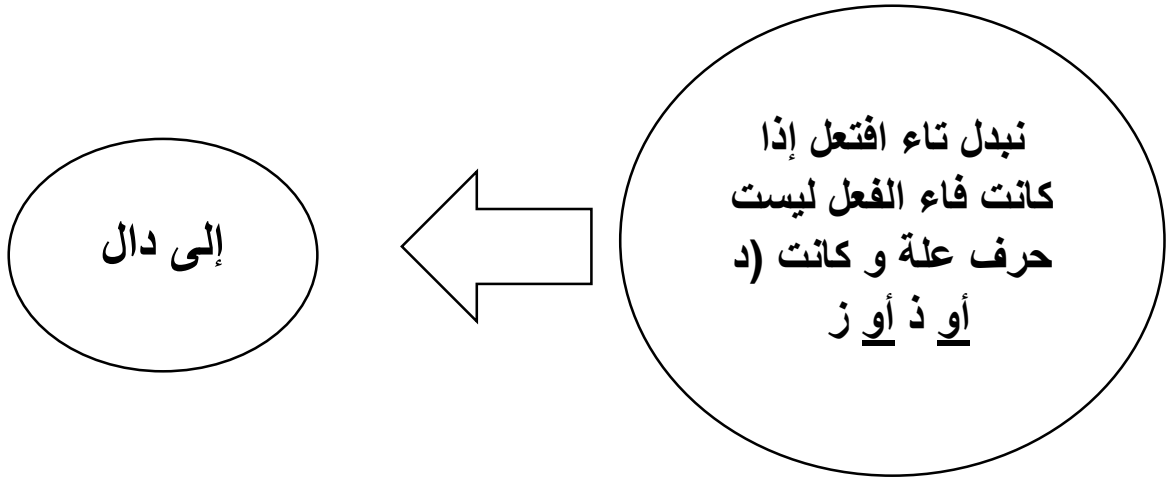 نبدل تاء افتعل إذا
كانت فاء الفعل ليست
حرف علة و كانت (د
أو ذ أو ز
إلى دال